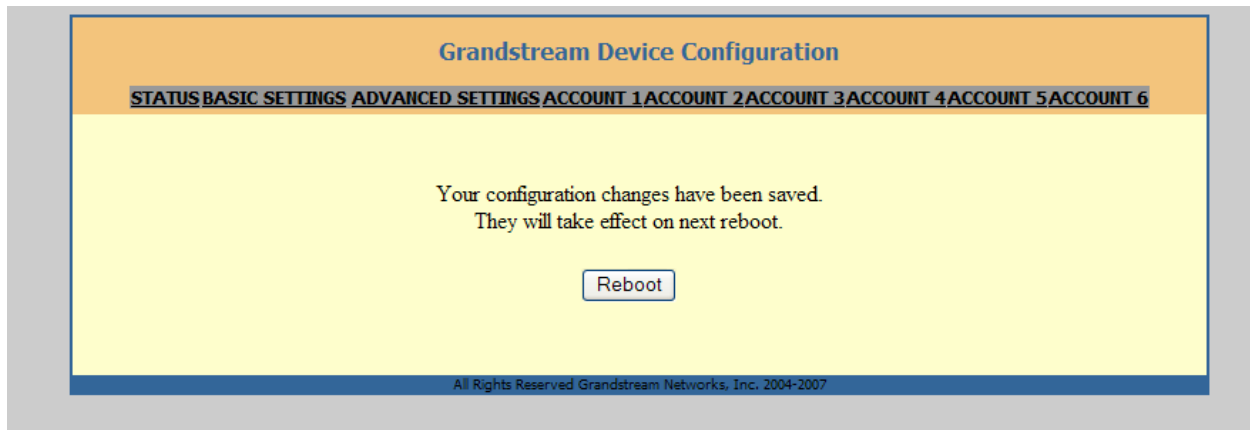 Grandstream Device Configuration
STATUS BASIC SETTINGS ADVANCED SETTINGS ACCOUNT 1 ACCOUNT 2 ACCOUNT 3 ACCOUNT 4 ACCOUNT 5 ACCOUNT 6
Your configuration changes have been saved.
They will take effect on next reboot.
Reboot
All Rights Reserved Grandstream Networks, Inc. 2004-2007